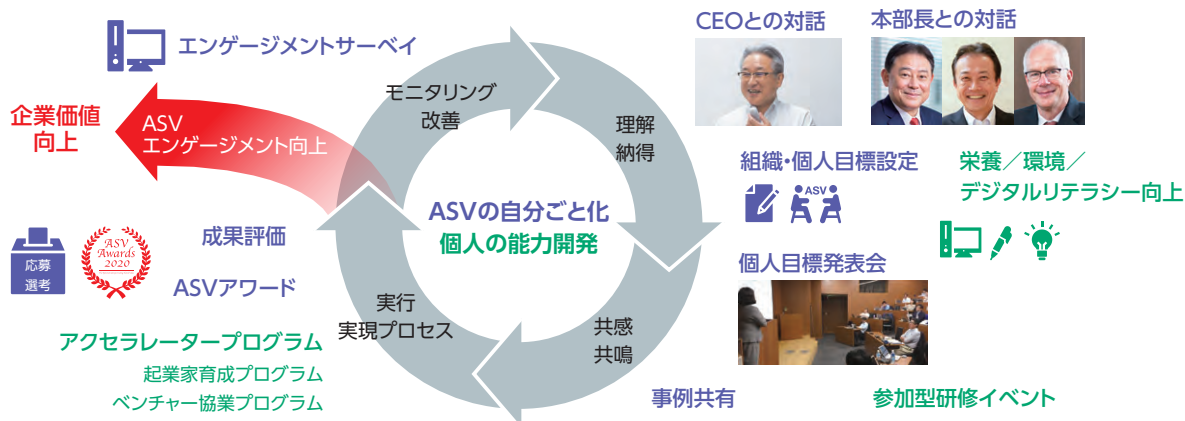 エンゲージメントサーベイ
企業価値
向上
ASV
エンゲージメント向上
モニタリング
改善
理解
納得
共感
共鳴
実行
実現プロセス
ASVの自分ごと化
個人の能力開発
CEOとの対話
本部長との対話
組織・個人目標設定
ASV
栄養／環境／
デジタルリテラシー向上
個人目標発表会
事例共有
参加型研修イベント
成果評価
応募
選考
ASV
Awards
2020
ASVアワード
アクセラレータープログラム
起業家育成プログラム
ベンチャー協業プログラム